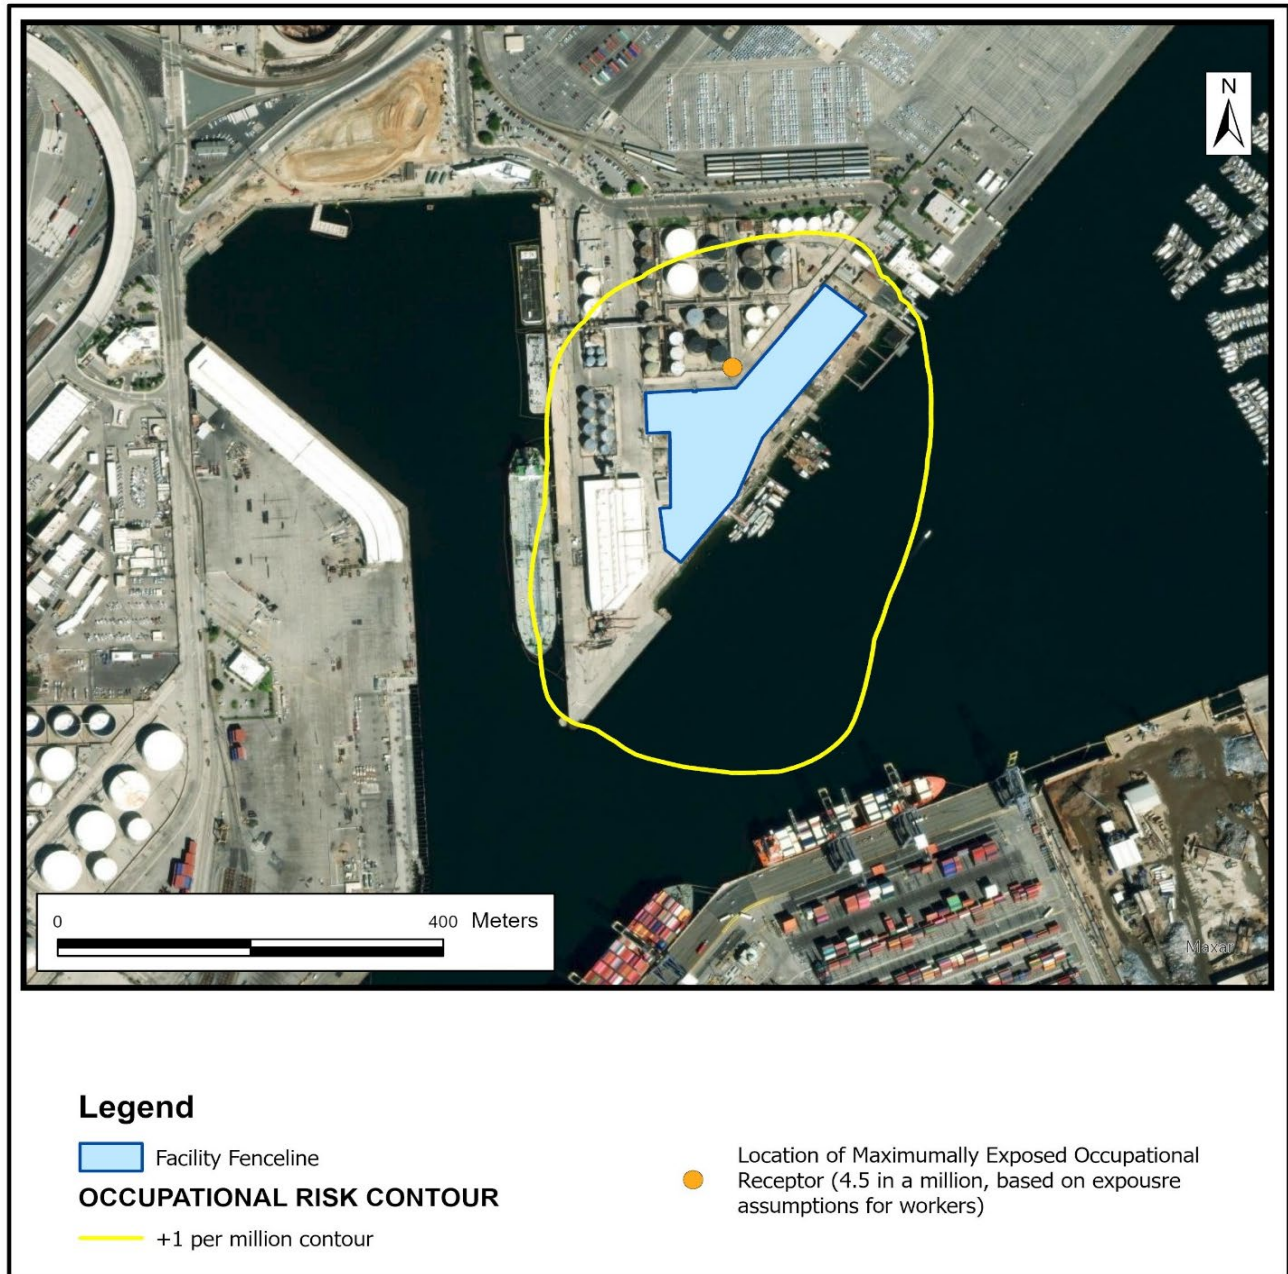 N
0 400 Meters
Maxar
Legend
Facility Fenceline
OCCUPATIONAL RISK CONTOUR
+1 per million contour
Location of Maximumally Exposed Occupational
Receptor (4.5 in a million, based on expousre
assumptions for workers)